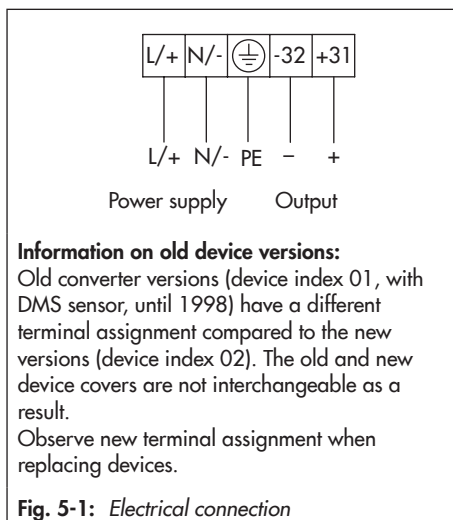 L/+ N/- -32 +31
L/+ N/- PE – +
Power supply Output
Information on old device versions:
Old converter versions (device index 01, with
DMS sensor, until 1998) have a different
terminal assignment compared to the new
versions (device index 02). The old and new
device covers are not interchangeable as a
result.
Observe new terminal assignment when
replacing devices.
Fig. 5-1: Electrical connection